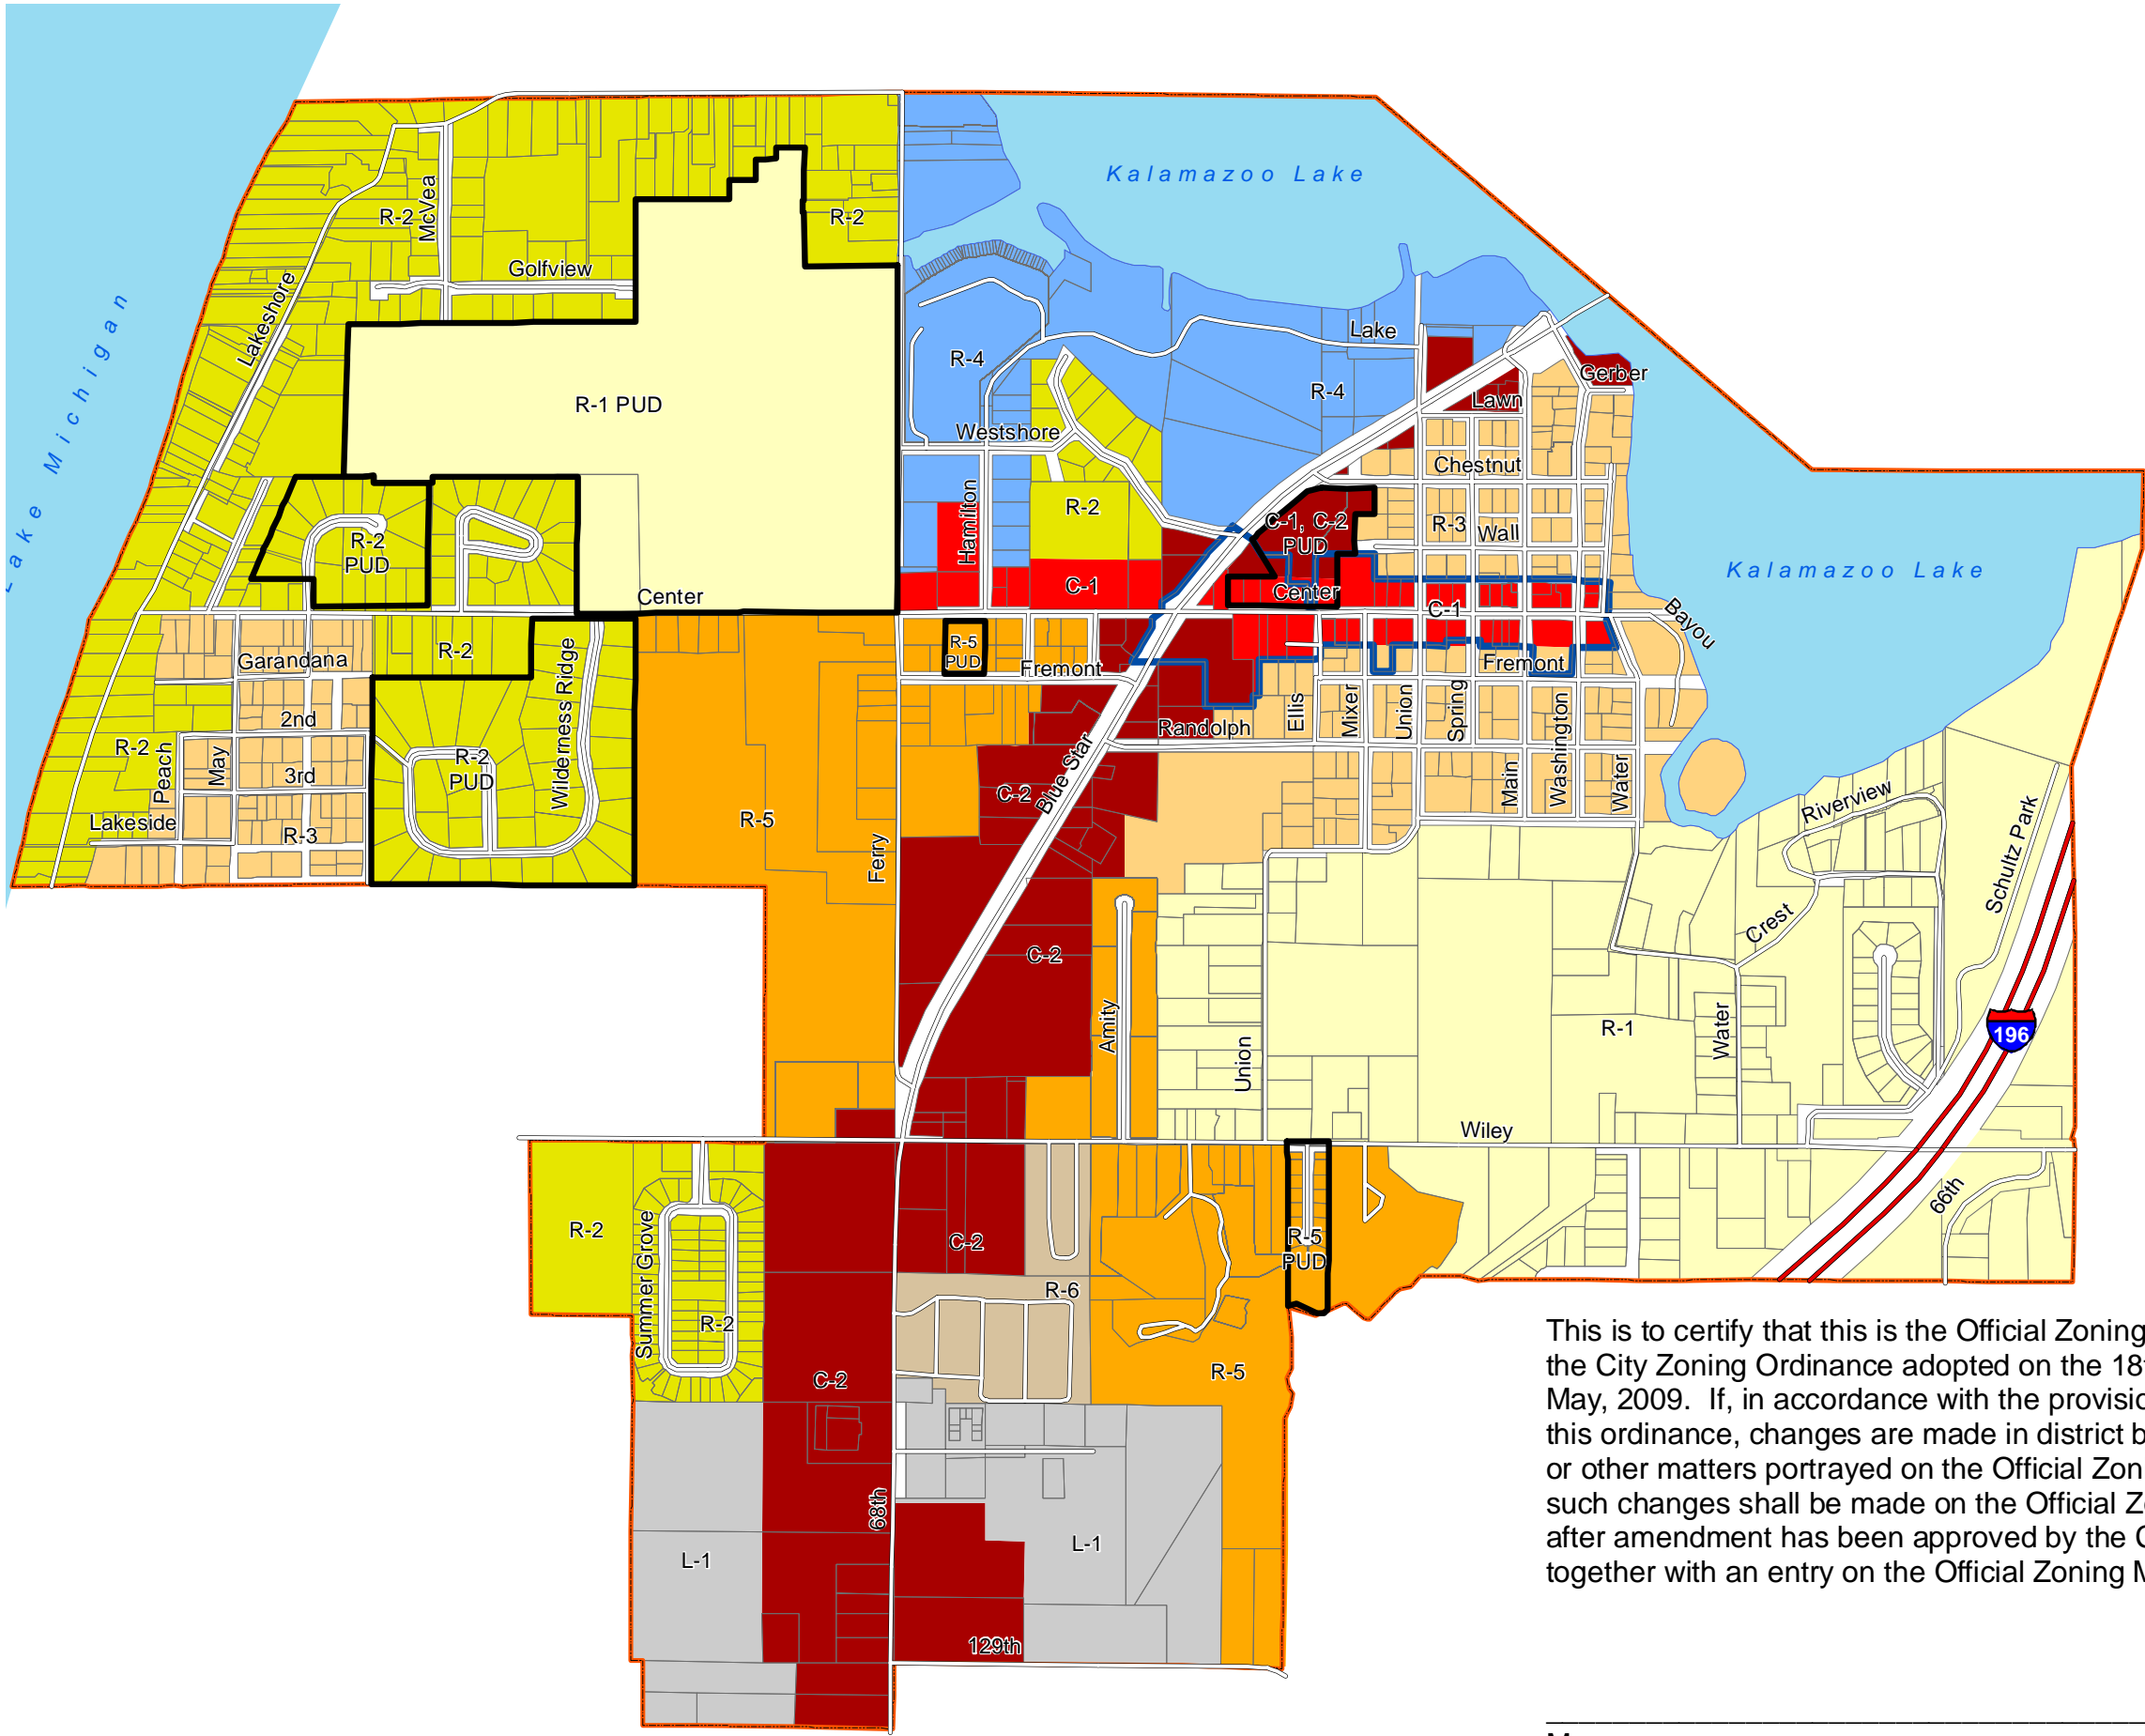 Kalamazoo Lake
McVea
R-2
R-2
Golfview
Lake Michigan
Lakeshore
Lake
R-4
R-4
Gerber
R-1 PUD
Lawn
Westshore
Chestnut
Hamilton
R-2
C-1, C-2
PUD
R-3
Wall
R-2
PUD
Kalamazoo Lake
C-1
Center
Center
C-1
Bayou
Garandana
R-2
R-5
PUD
Fremont
Fremont
Wilderness Ridge
Ellis
Mixer
Union
Spring
Washington
2nd
Randolph
R-2
Peach
May
3rd
R-2
PUD
Blue Star
C-2
Main
Water
Riverview
Schultz Park
Lakeside
R-3
R-5
Ferry
Crest
C-2
Amity
Union
R-1
Water
196
Wiley
66th
R-2
Summer Grove
C-2
R-5
PUD
R-6
R-2
C-2
R-5
68th
L-1
L-1
129th
This is to certify that this is the Official Zoning
the City Zoning Ordinance adopted on the 18
May, 2009. If, in accordance with the provisi
this ordinance, changes are made in district b
or other matters portrayed on the Official Zon
such changes shall be made on the Official Z
after amendment has been approved by the
together with an entry on the Official Zoning M